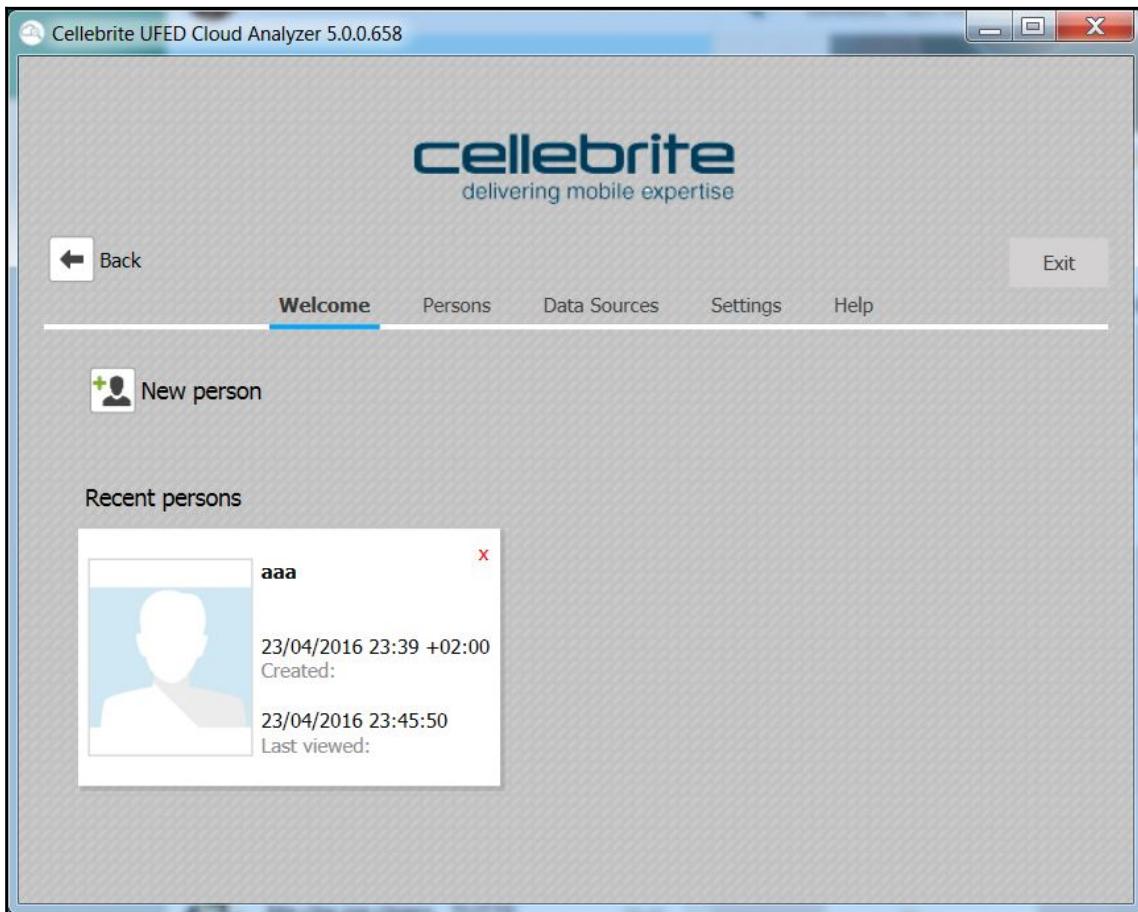 Cellebrite UFED Cloud Analyzer 5.0.0.658
cellebrite
delivering mobile expertise
Back
Exit
Welcome Persons Data Sources Settings Help
New person
Recent persons
x
aaa
23/04/2016 23:39 +02:00
Created:
23/04/2016 23:45:50
Last viewed: